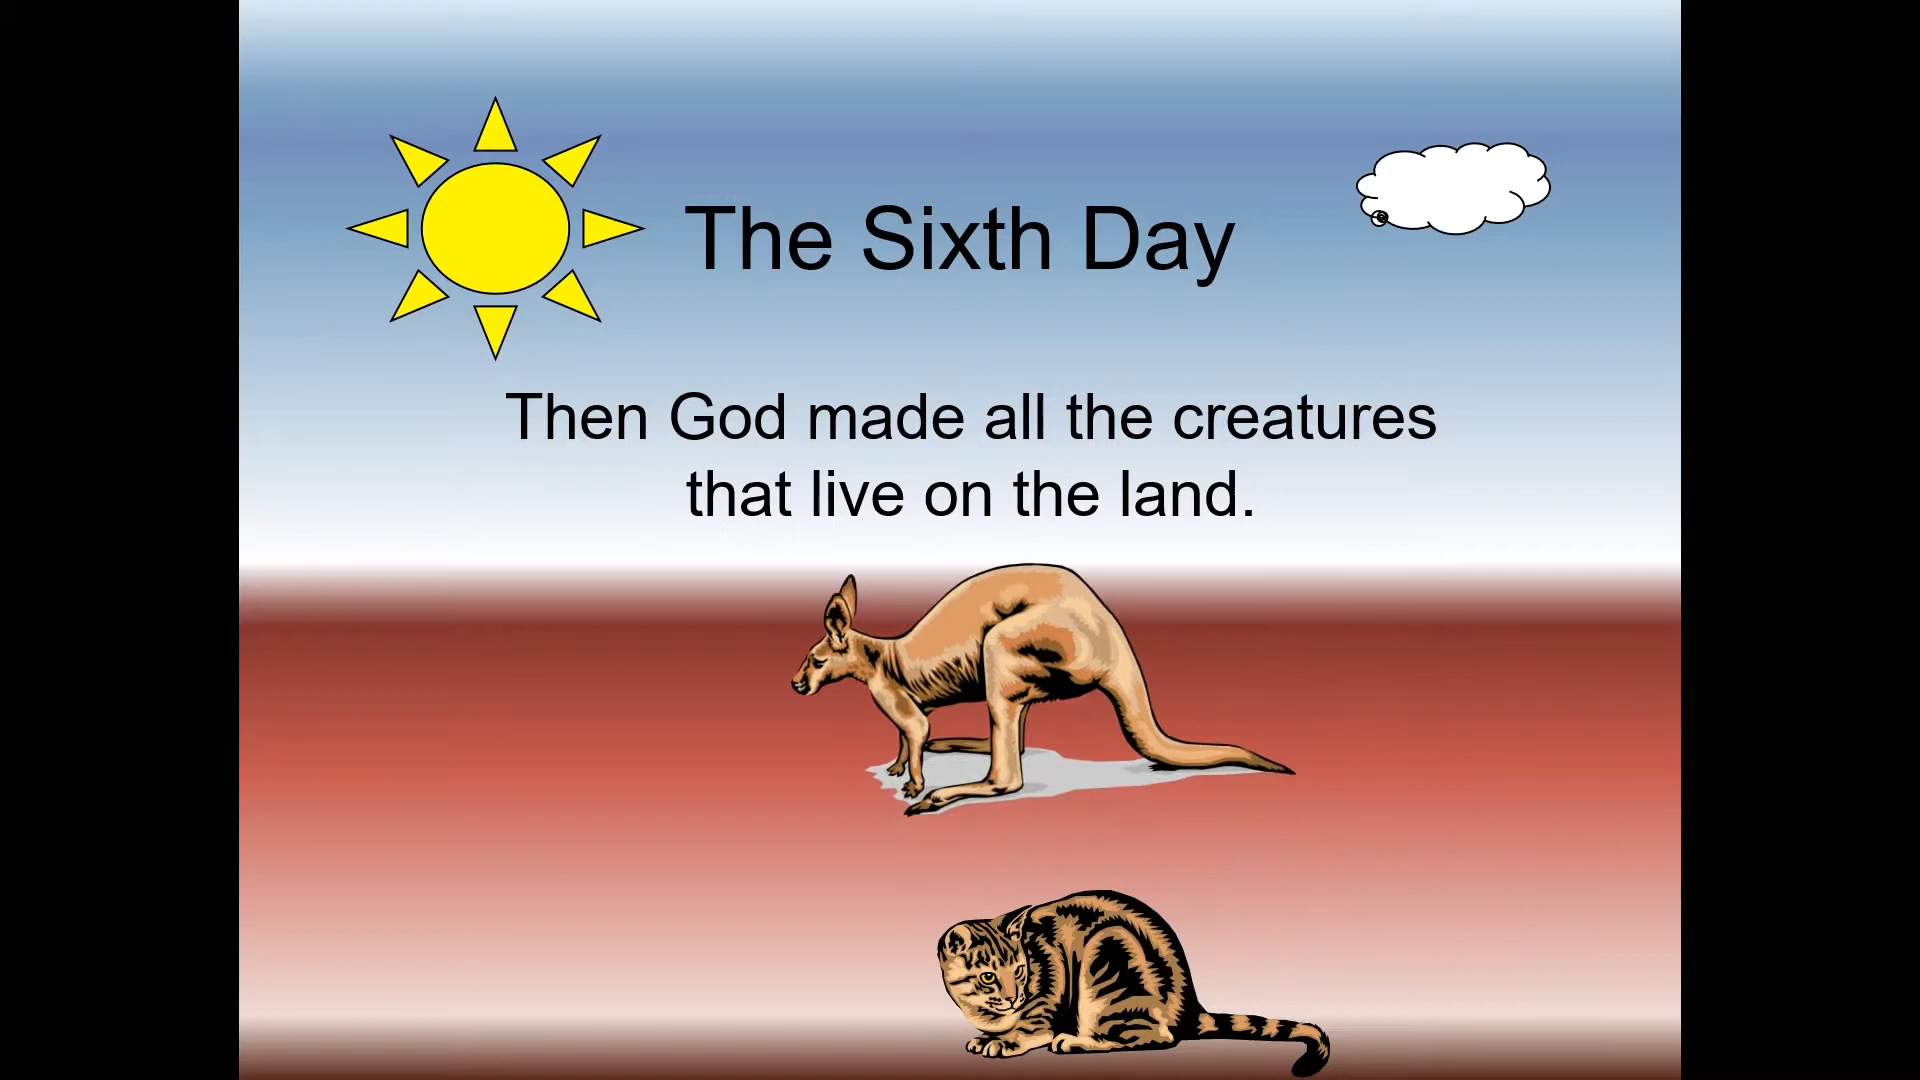 The Sixth Day
Then God made all the creatures
that live on the land.